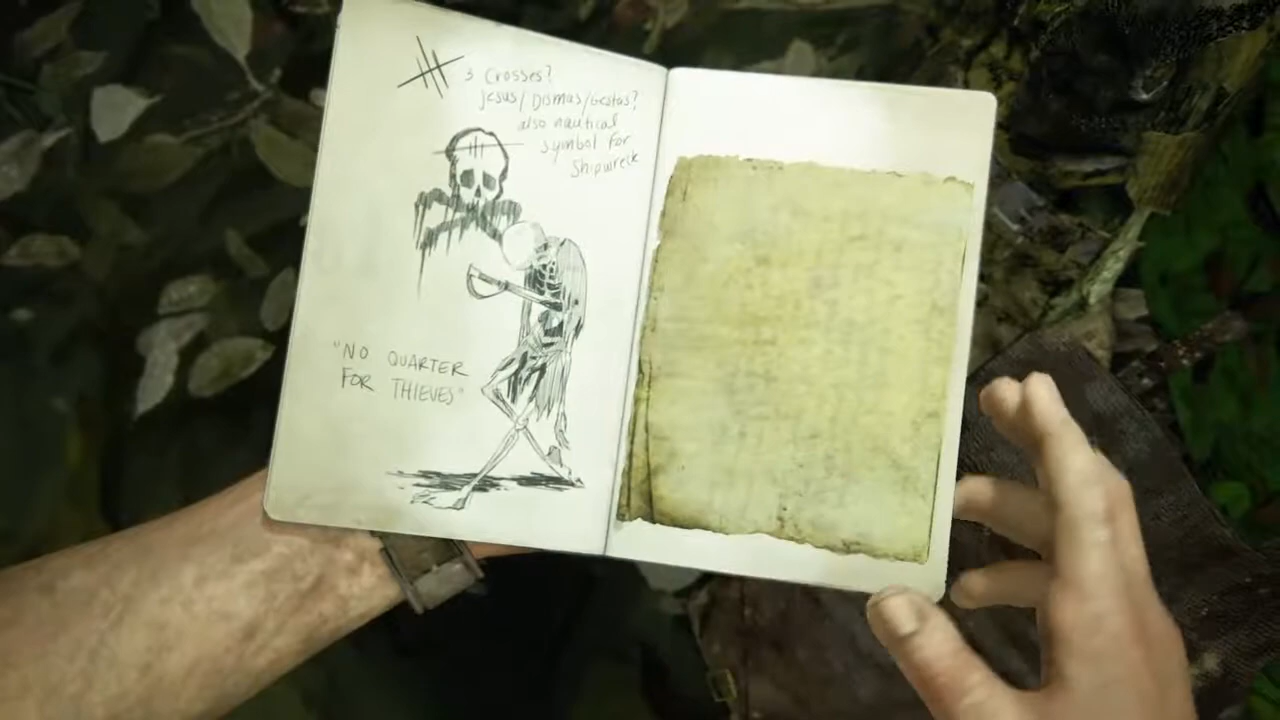 3 Crosses?
Jesus/Dismas/Gestas?
also nautical
symbol for
Shipwreck
"NO QUARTER
FOR THIEVES"